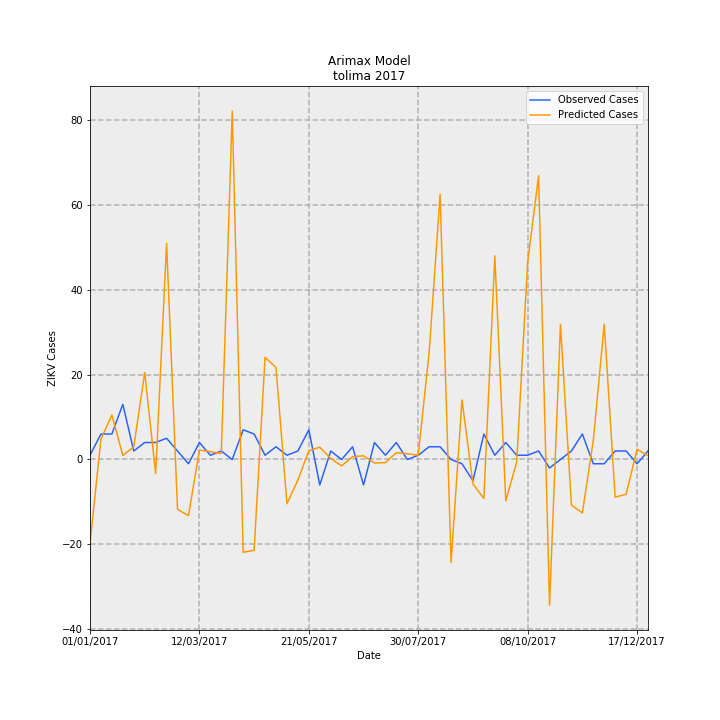 Arimax Model
tolima 2017
Observed Cases
Predicted Cases
ZIKV Cases
80
60
40
20
0
−20
−40
01/01/2017
12/03/2017
21/05/2017
30/07/2017
08/10/2017
17/12/2017
Date